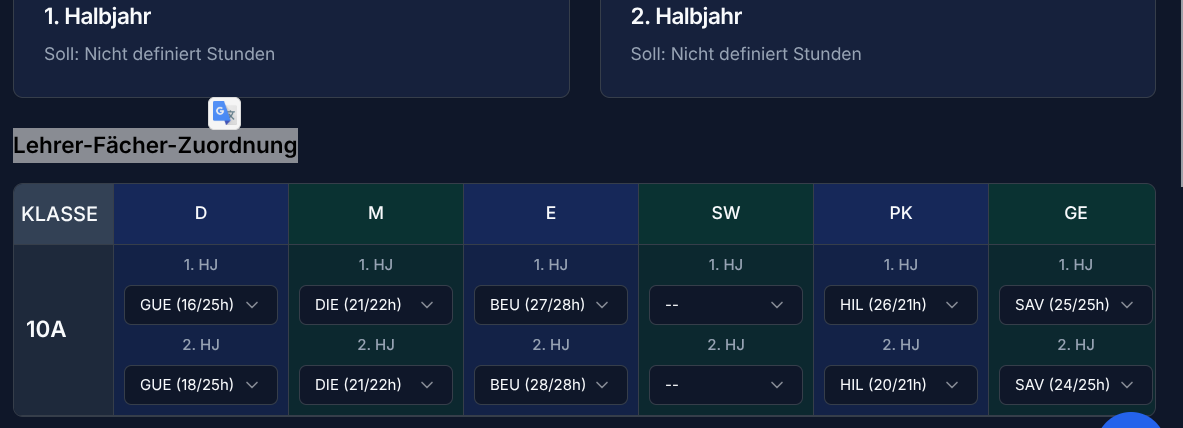 1. Halbjahr
2. Halbjahr
Soll: Nicht definiert Stunden
Soll: Nicht definiert Stunden
Lehrer-Fächer-Zuordnung
KLASSE D M E SW PK GE
1. HJ 1. HJ 1. HJ 1. HJ 1. HJ 1. HJ
GUE (16/25h) DIE (21/22h) BEU (27/28h) -- HIL (26/21h) SAV (25/25h)
10A
2. HJ 2. HJ 2. HJ 2. HJ 2. HJ 2. HJ
GUE (18/25h) DIE (21/22h) BEU (28/28h) -- HIL (20/21h) SAV (24/25h)